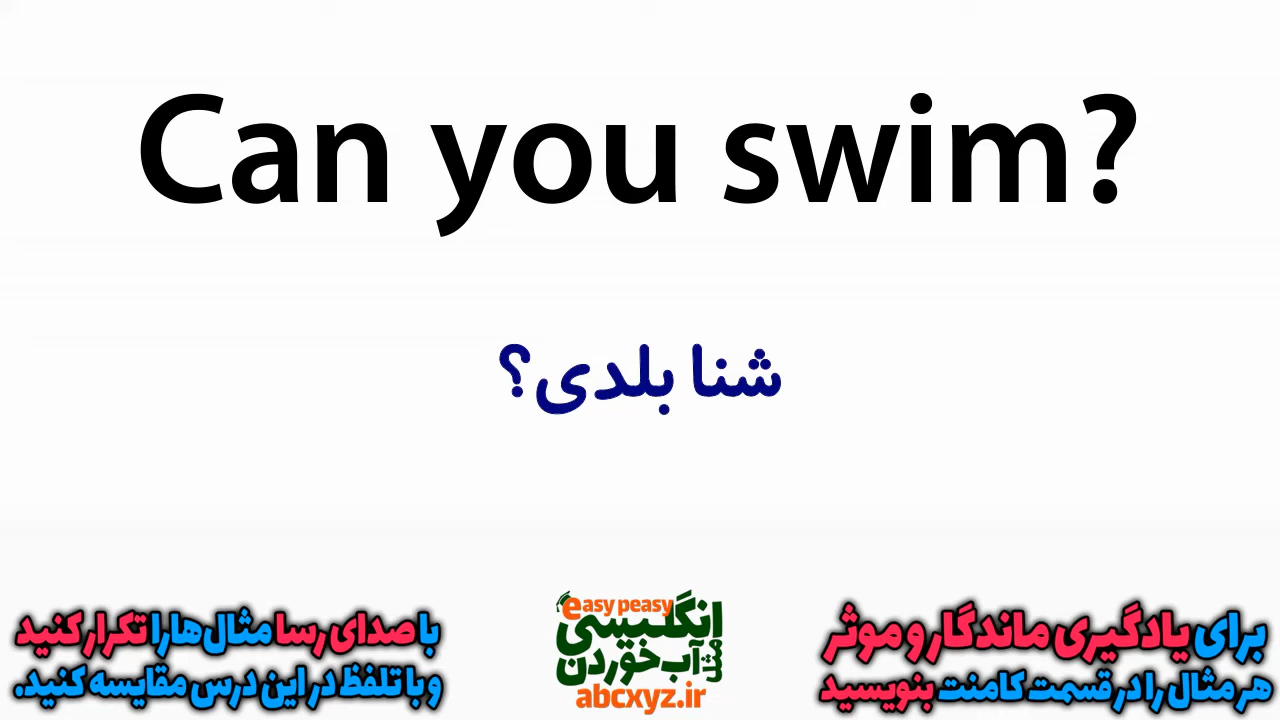 Can you swim?
شنا بلدی؟
برای یادگیری ماندگار و موثر
هر مثال را در قسمت کامنت بنویسید
easy peasy
انگلیسی
مثل آب خوردن
abcxyz.ir
با صدای رسا مثال‌ها را تکرار کنید
و با تلفظ در این درس مقایسه کنید.